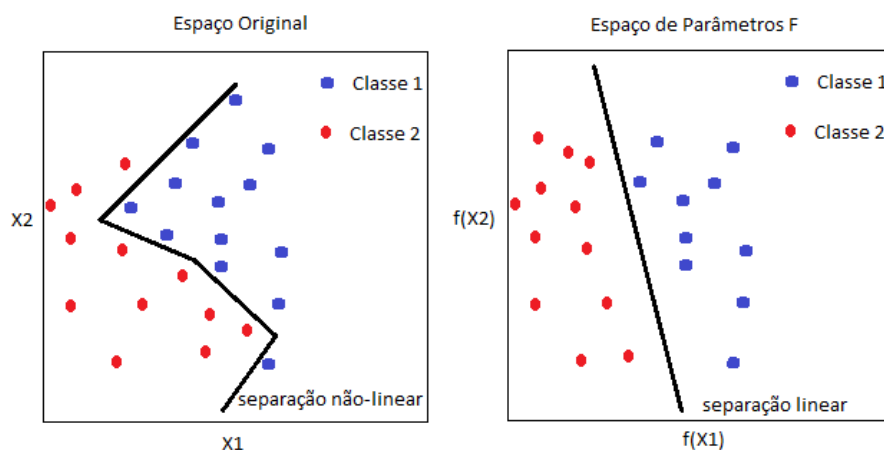 Espaço Original
Classe 1
Classe 2
X2
separação não-linear
X1
Espaço de Parâmetros F
Classe 1
Classe 2
f(X2)
separação linear
f(X1)